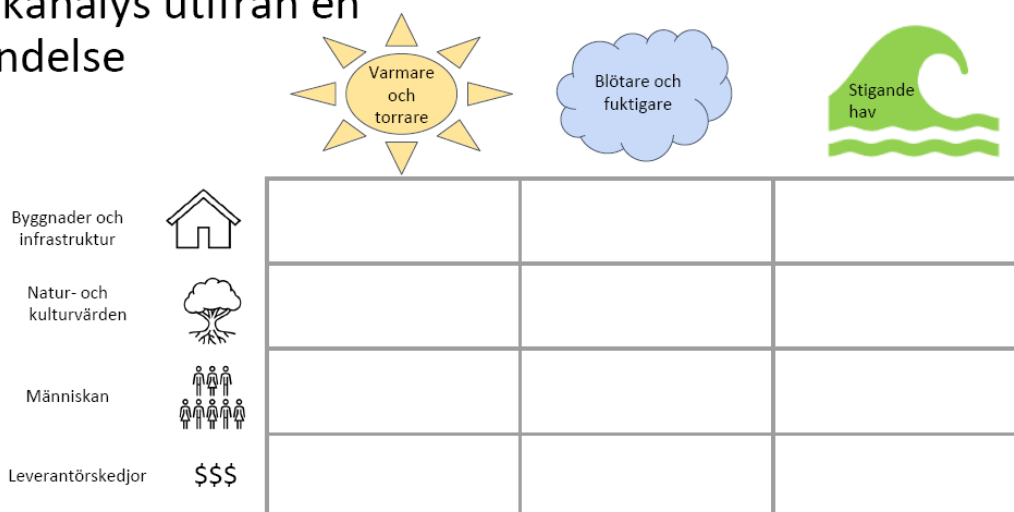 kanalys utifrån en
ndelse
Varmare
och
torrare
Blötare och
fuktigare
Stigande
hav
Byggnader och
infrastruktur
Natur- och
kulturvärden
Människan
Leverantörskedjor
$$$